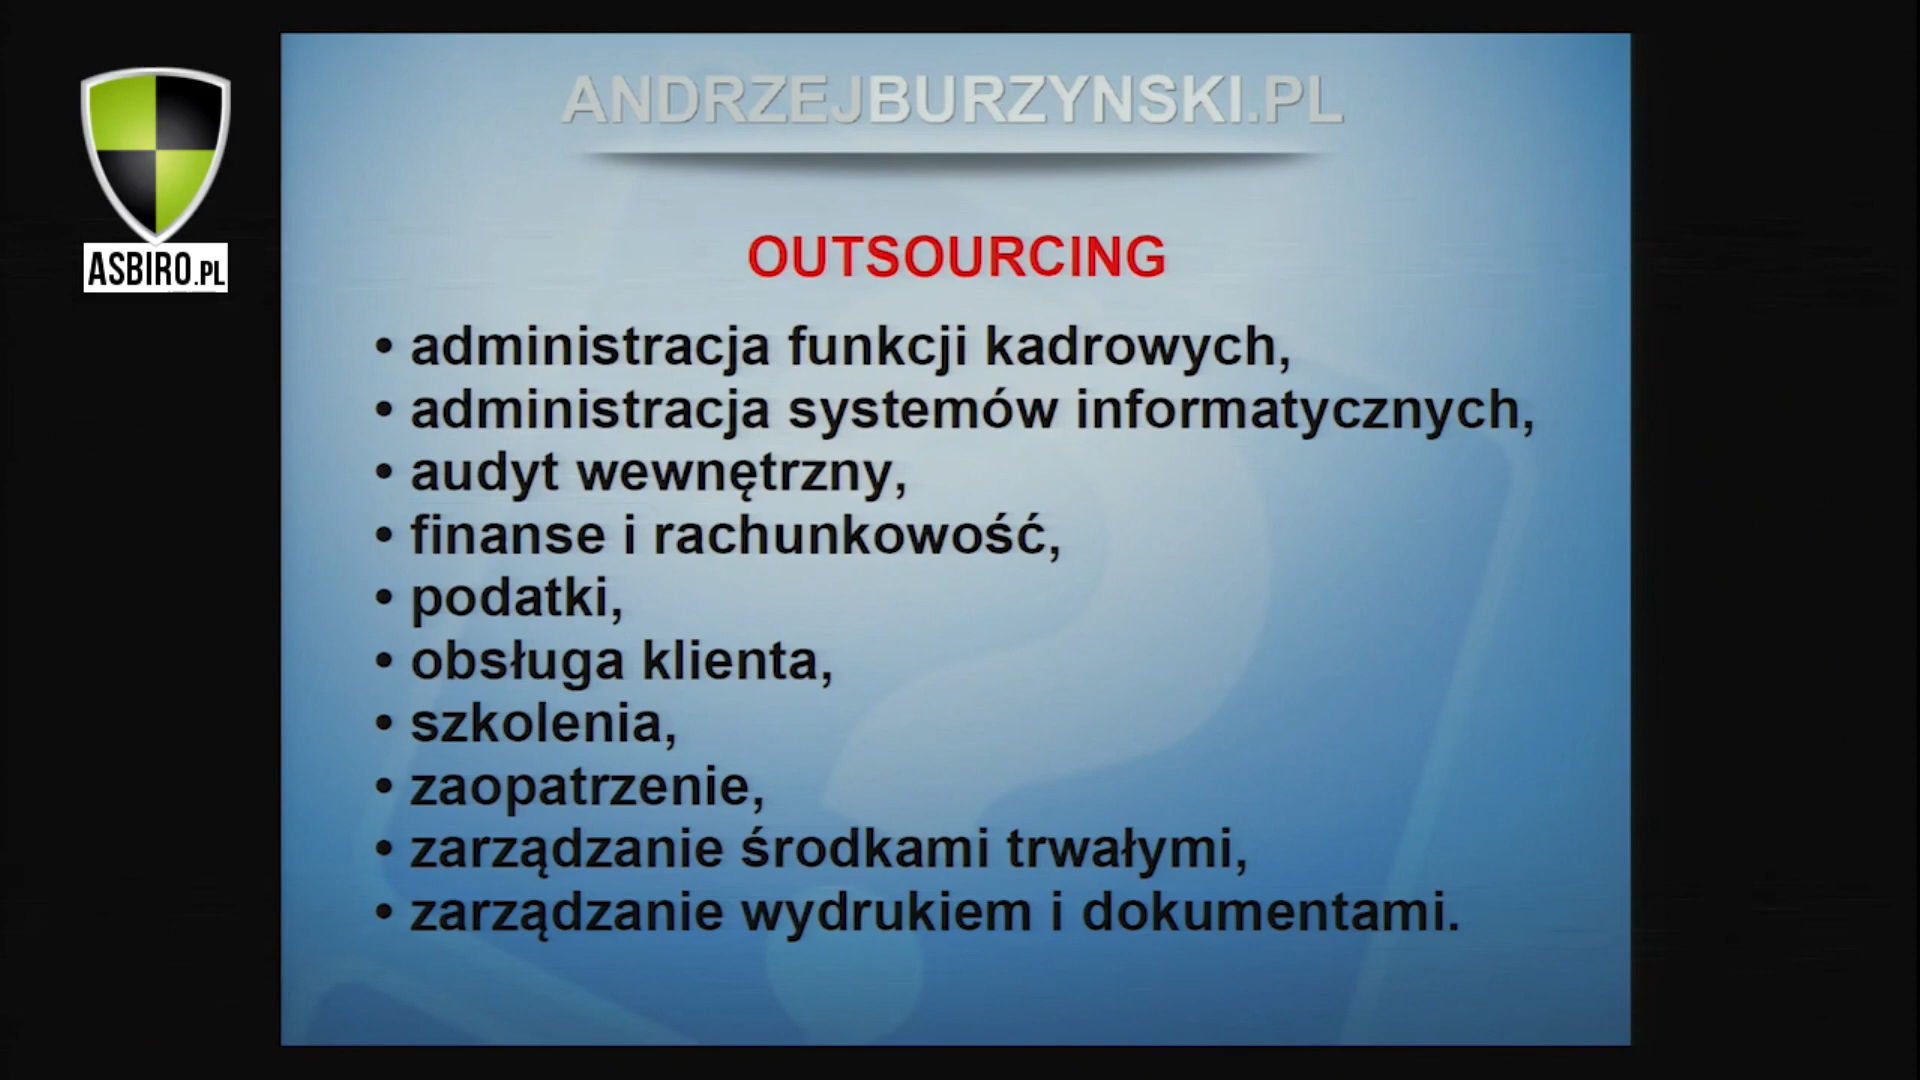 ANDRZEJBURZYNSKI.PL
ASBIRO.PL
OUTSOURCING
• administracja funkcji kadrowych,
• administracja systemów informatycznych,
• audyt wewnętrzny,
• finanse i rachunkowość,
• podatki,
• obsługa klienta,
• szkolenia,
• zaopatrzenie,
• zarządzanie środkami trwałymi,
• zarządzanie wydrukiem i dokumentami.